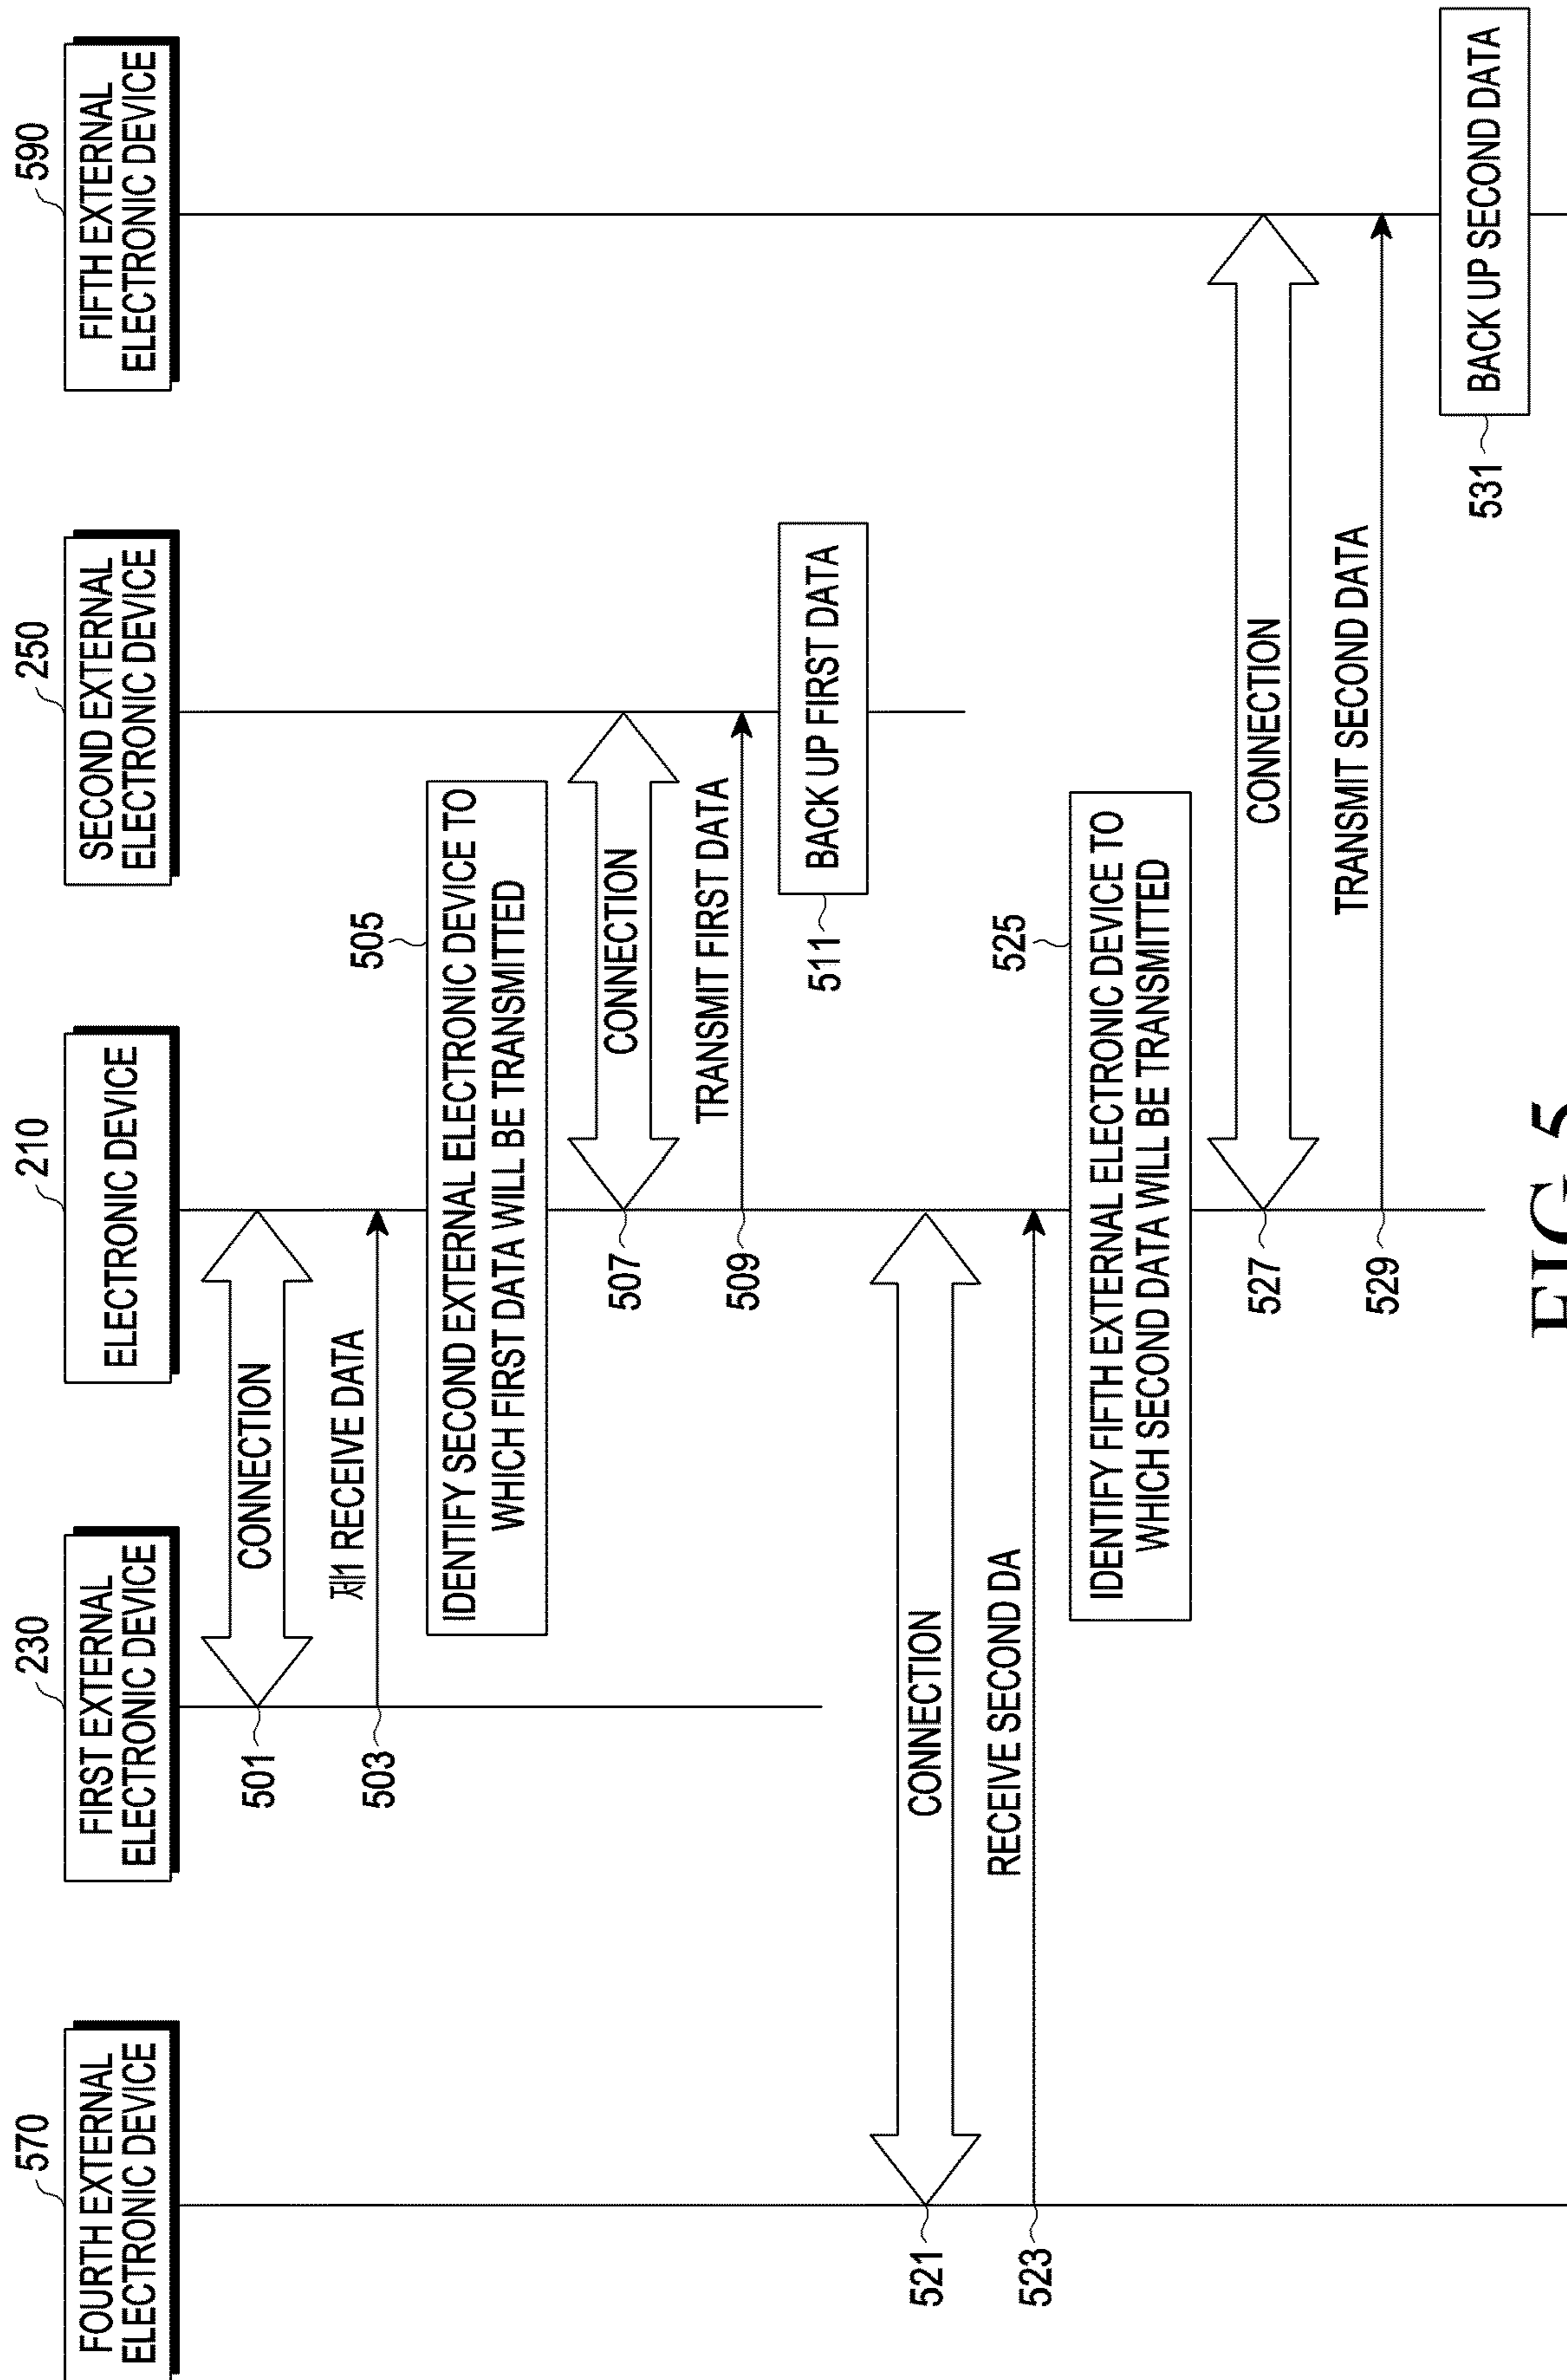 570
FOURTH EXTERNAL
ELECTRONIC DEVICE
230
FIRST EXTERNAL
ELECTRONIC DEVICE
210
ELECTRONIC DEVICE
250
SECOND EXTERNAL
ELECTRONIC DEVICE
590
FIFTH EXTERNAL
ELECTRONIC DEVICE
501
CONNECTION
제1 RECEIVE DATA
503
505
IDENTIFY SECOND EXTERNAL ELECTRONIC DEVICE TO
WHICH FIRST DATA WILL BE TRANSMITTED
CONNECTION
507
TRANSMIT FIRST DATA
509
BACK UP FIRST DATA
511
CONNECTION
521
RECEIVE SECOND DA
523
525
IDENTIFY FIFTH EXTERNAL ELECTRONIC DEVICE TO
WHICH SECOND DATA WILL BE TRANSMITTED
CONNECTION
527
TRANSMIT SECOND DATA
529
BACK UP SECOND DATA
531
FIG. 5